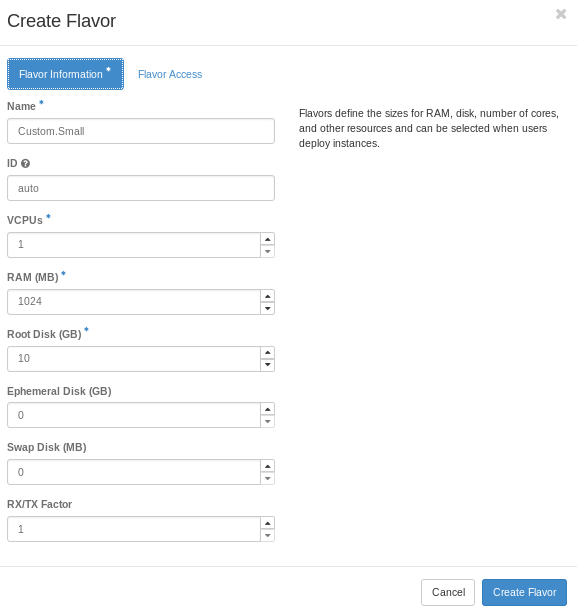 Create Flavor
Flavor Information *
Flavor Access
Name *
Custom.Small
ID
auto
VCPUs *
1
RAM (MB) *
1024
Root Disk (GB) *
10
Ephemeral Disk (GB)
0
Swap Disk (MB)
0
RX/TX Factor
1
Flavors define the sizes for RAM, disk, number of cores,
and other resources and can be selected when users
deploy instances.
Cancel
Create Flavor